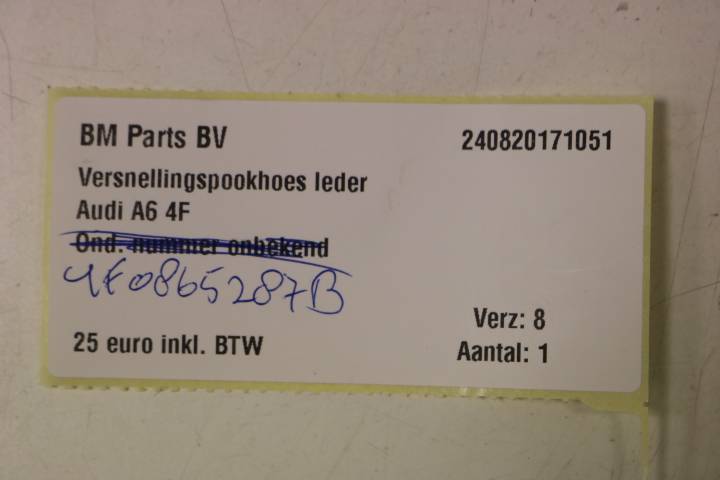 BM Parts BV 240820171051
Versnellingspookhoes leder
Audi A6 4F
Ond. nummer onbekend
4E0865287B
Verz: 8
25 euro inkl. BTW
Aantal: 1